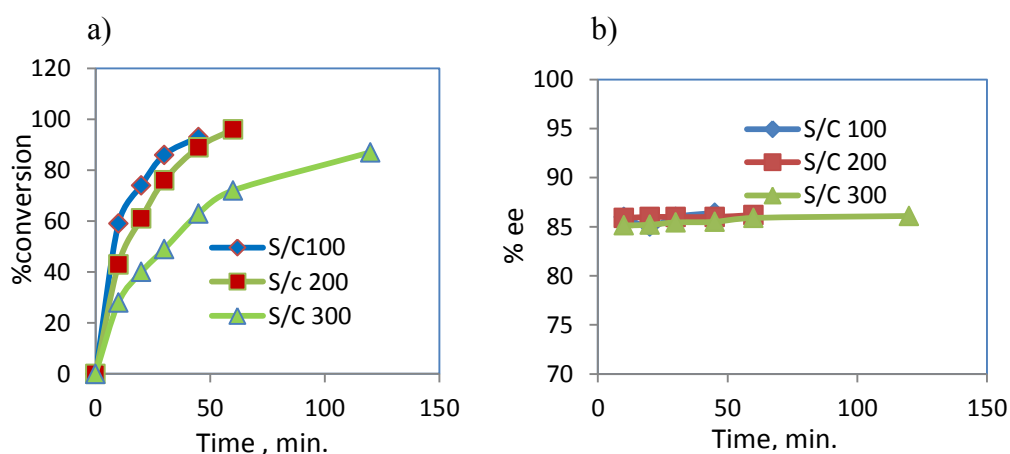 a)
120
100
80
60
40
20
0
%conversion
S/C100
S/c 200
S/C 300
0 50 100 150
Time , min.
b)
100
95
90
85
80
75
70
% ee
S/C 100
S/C 200
S/C 300
0 50 100 150
Time, min.